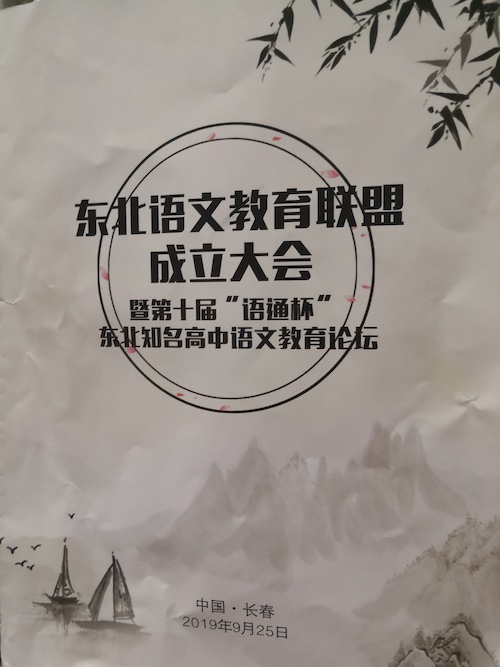 东北语文教育联盟
成立大会
暨第十届“语通杯”
东北知名高中语文教育论坛
中国·长春
2019年9月25日